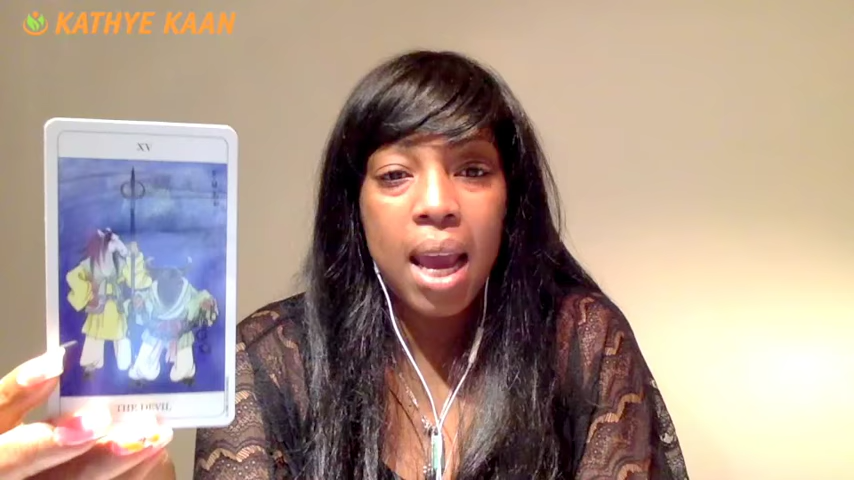 KATHYE KAAN
XV
THE DEVIL